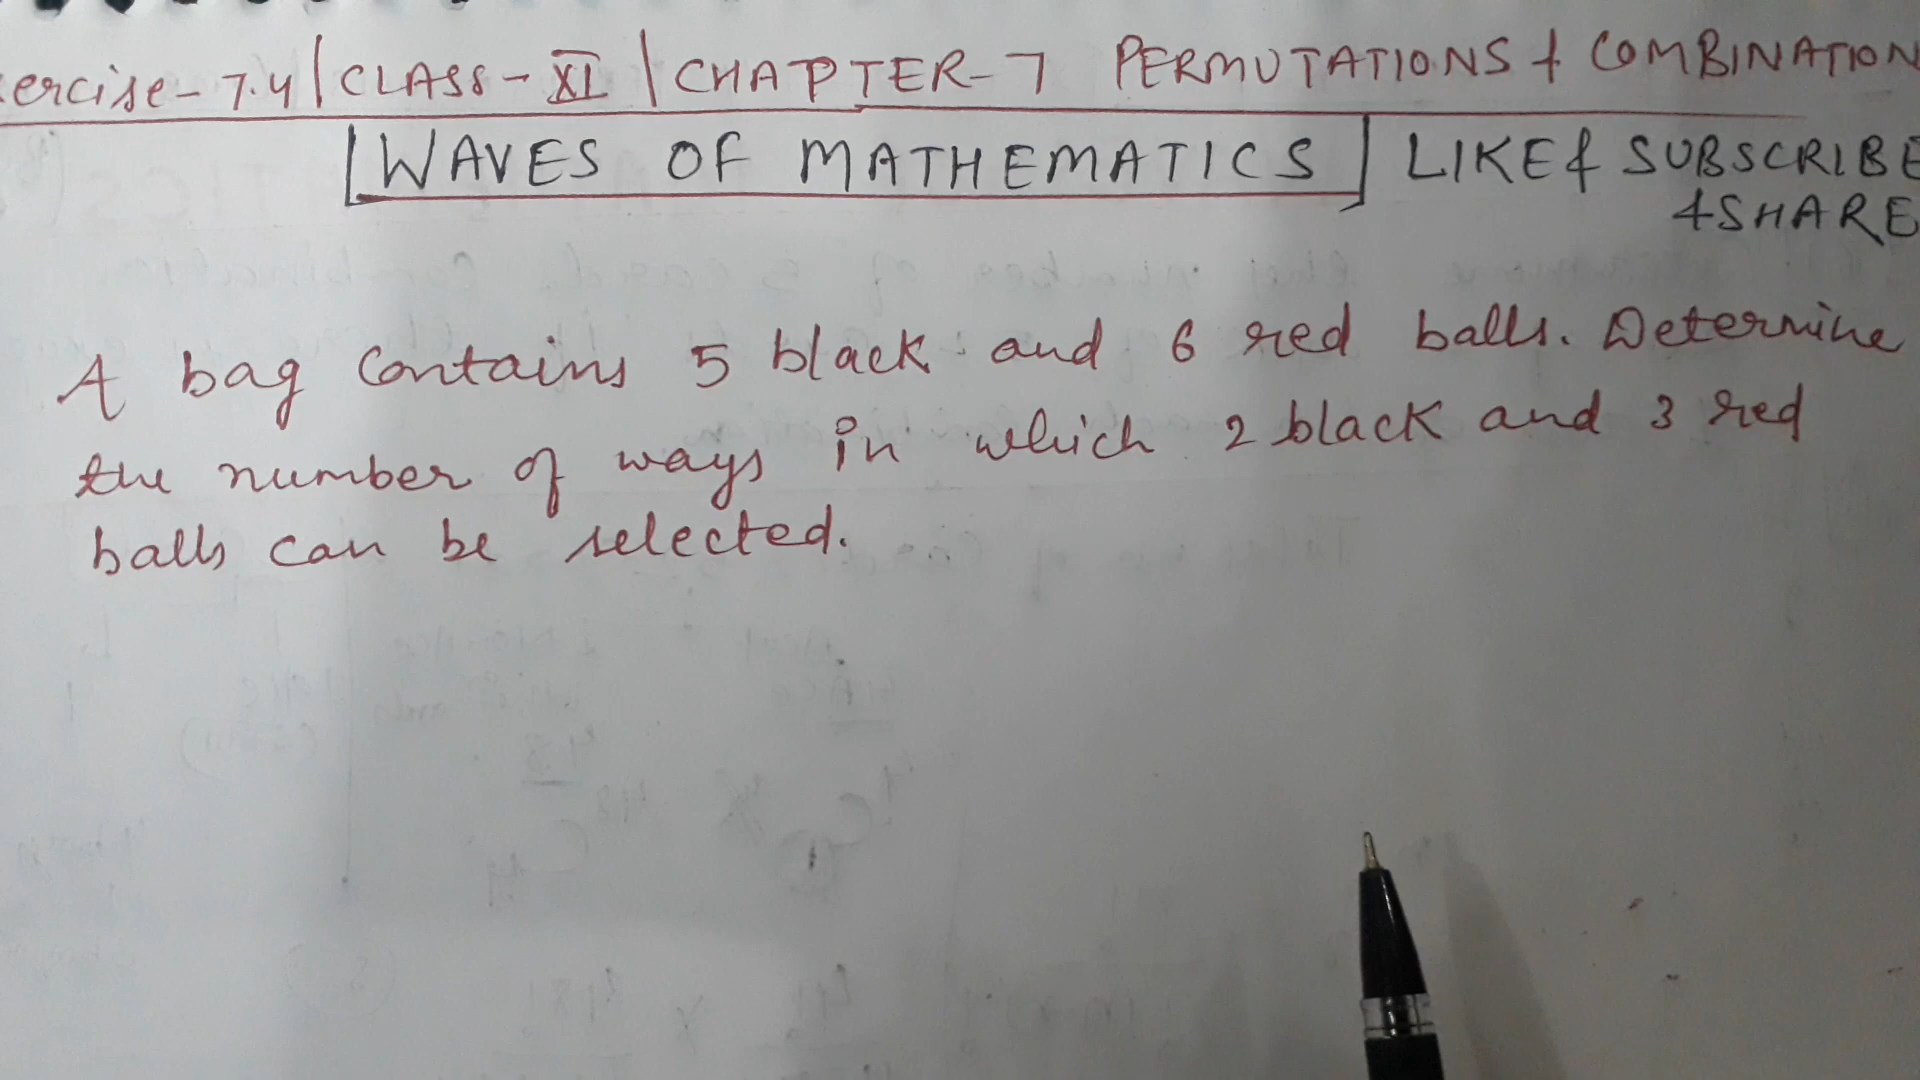 ercise-7.4 | CLASS-XI | CHAPTER-7 PERMUTATIONS & COMBINATION
WAVES OF MATHEMATICS LIKE & SUBSCRIBE
& SHARE
A bag Contains 5 black and 6 red balls. Determine
the number of ways in which 2 black and 3 red
balls can be selected.